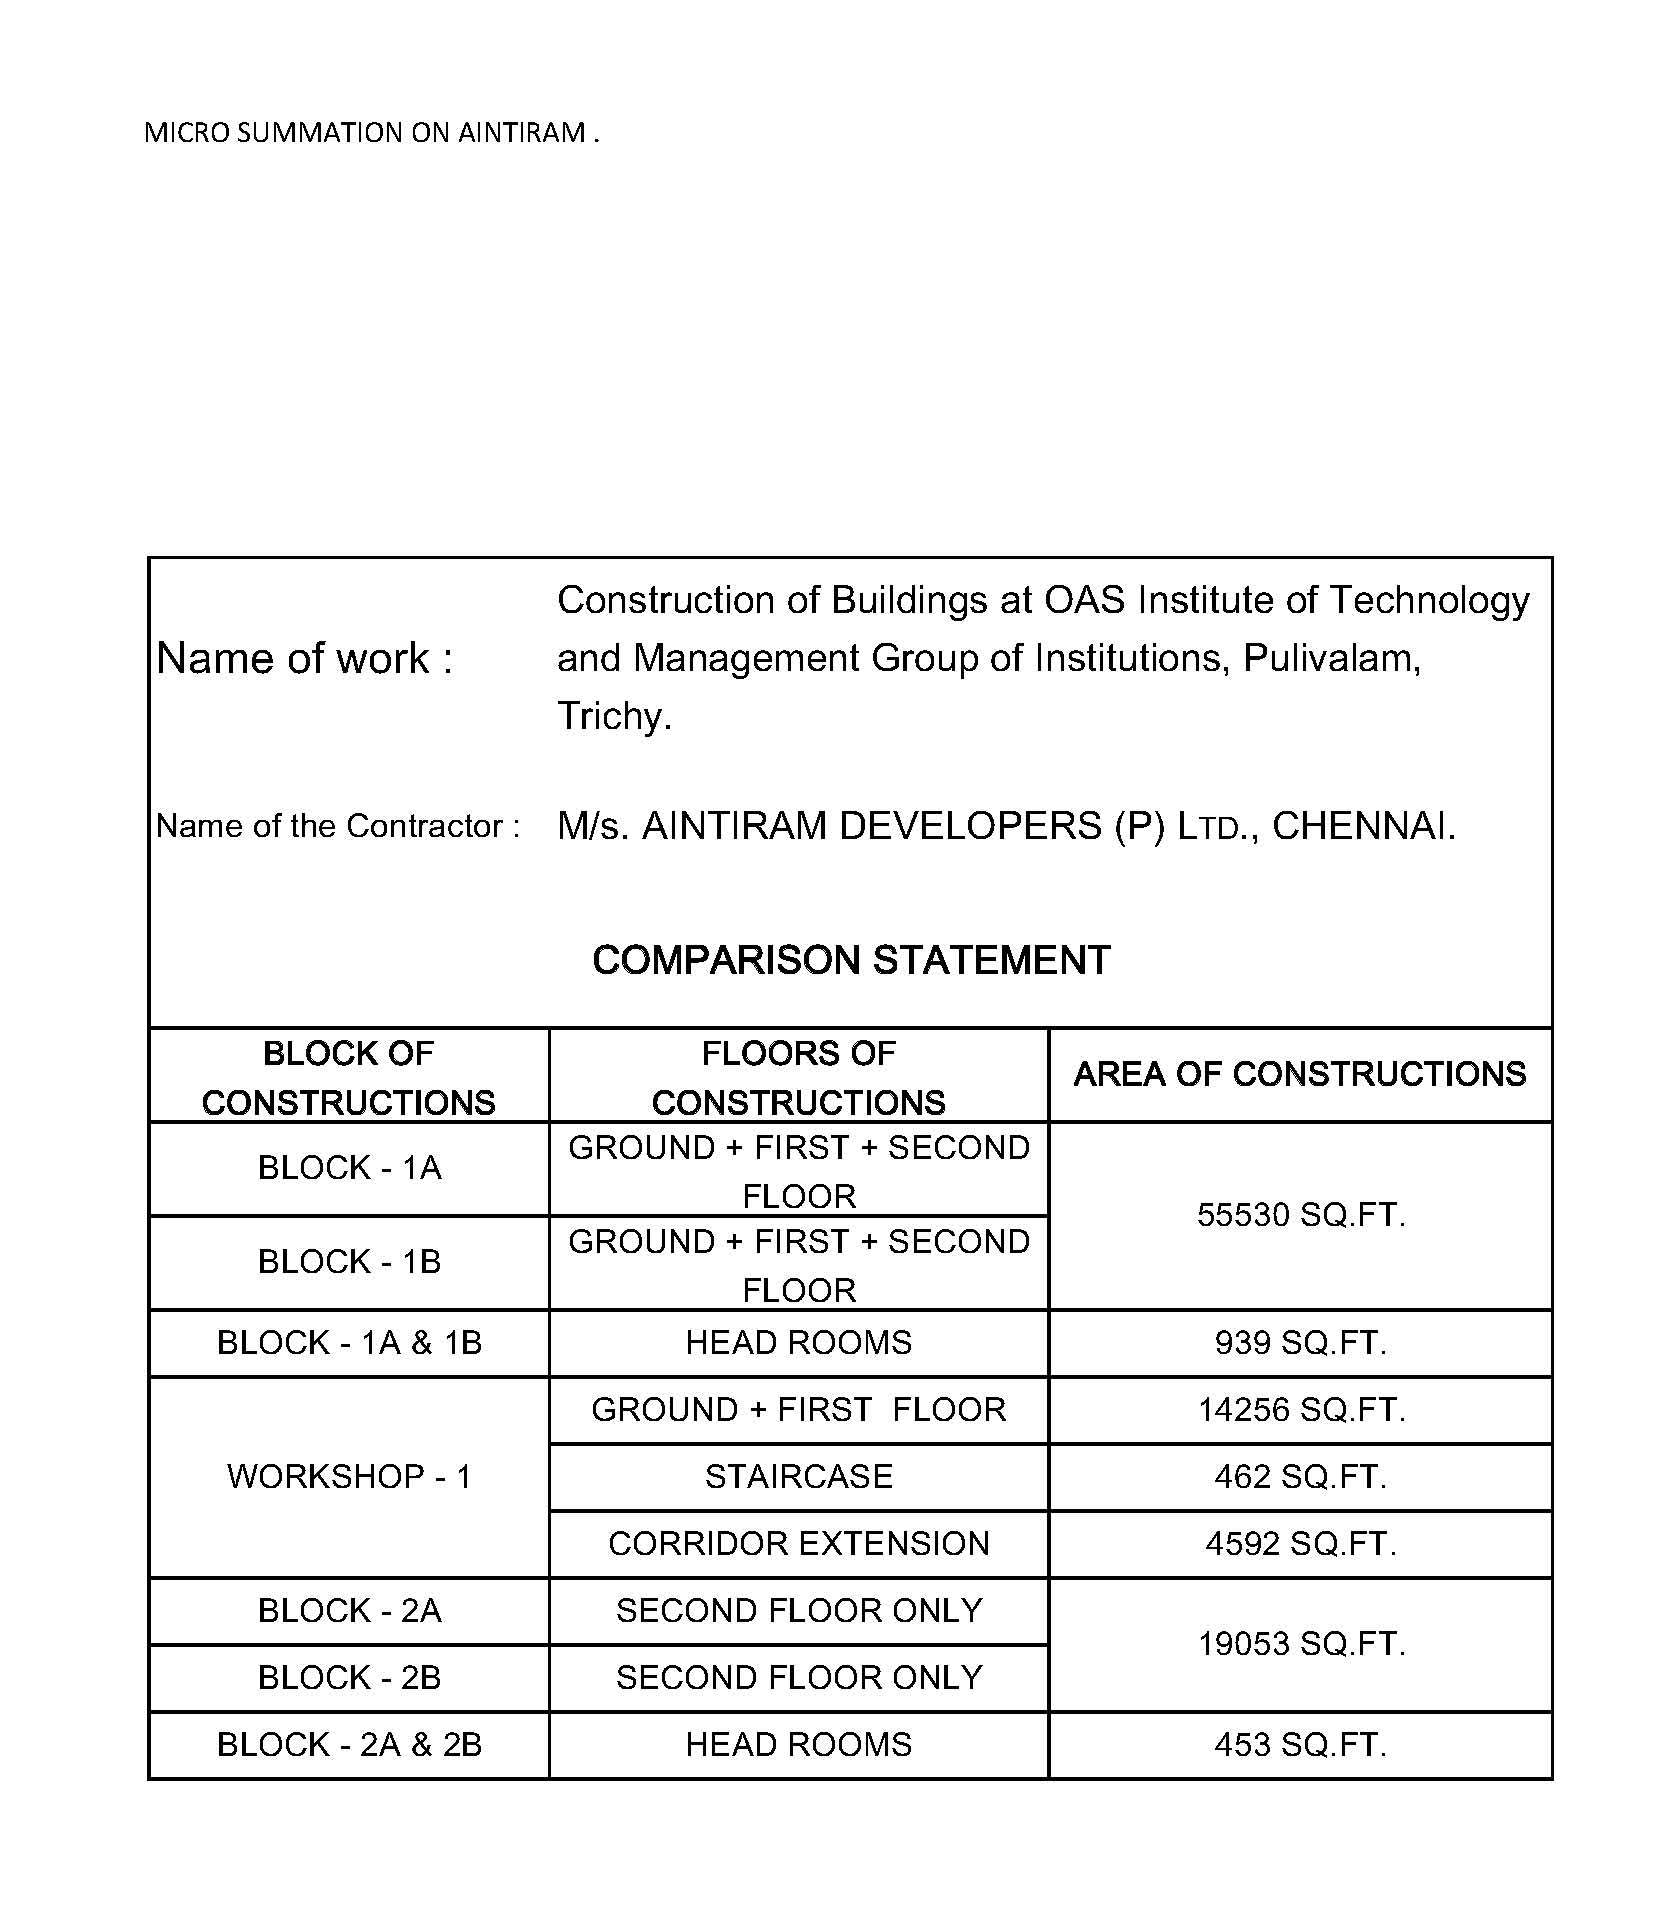 MICRO SUMMATION ON AINTIRAM .
Name of work :
Construction of Buildings at OAS Institute of Technology
and Management Group of Institutions, Pulivalam,
Trichy.
Name of the Contractor :
M/s. AINTIRAM DEVELOPERS (P) LTD., CHENNAI.
COMPARISON STATEMENT
BLOCK OF
CONSTRUCTIONS
FLOORS OF
CONSTRUCTIONS
AREA OF CONSTRUCTIONS
BLOCK - 1A
GROUND + FIRST + SECOND
FLOOR
55530 SQ.FT.
BLOCK - 1B
GROUND + FIRST + SECOND
FLOOR
BLOCK - 1A & 1B
HEAD ROOMS
939 SQ.FT.
WORKSHOP - 1
GROUND + FIRST  FLOOR
14256 SQ.FT.
STAIRCASE
462 SQ.FT.
CORRIDOR EXTENSION
4592 SQ.FT.
BLOCK - 2A
SECOND FLOOR ONLY
19053 SQ.FT.
BLOCK - 2B
SECOND FLOOR ONLY
BLOCK - 2A & 2B
HEAD ROOMS
453 SQ.FT.